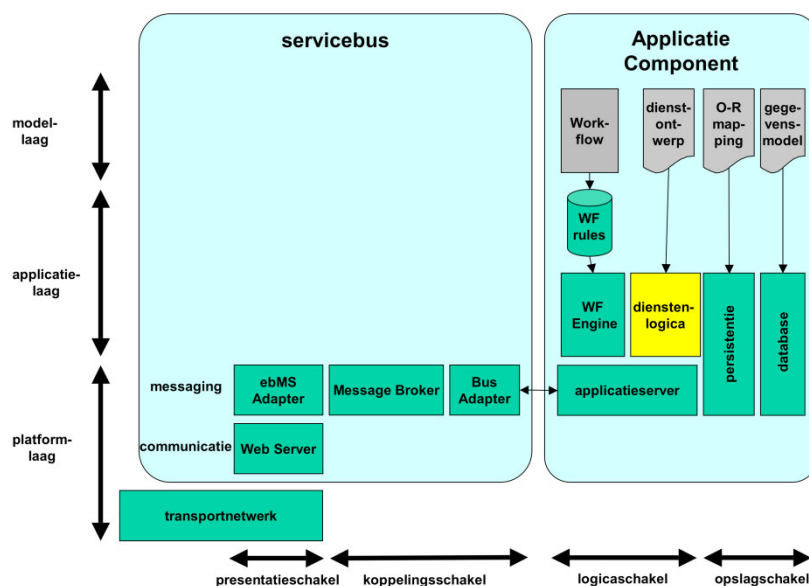 servicebus
Applicatie
Component
model-
laag
Work-
flow
dienst-
ont-
werp
O-R
map-
ping
gege-
vens-
model
WF
rules
applicatie-
laag
WF
Engine
diensten-
logica
persistentie
database
messaging
ebMS
Adapter
Message Broker
Bus
Adapter
applicatieserver
platform-
laag
communicatie
Web Server
transportnetwerk
presentatieschakel
koppelingsschakel
logicaschakel
opslagschakel